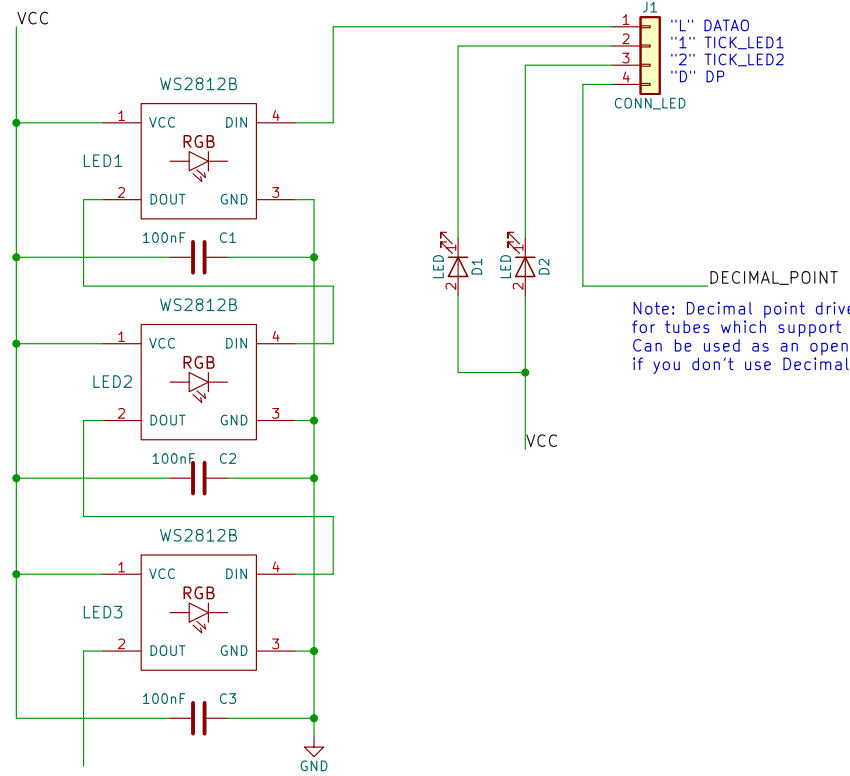 VCC
J1
1 "L" DATAO
2 "1" TICK_LED1
3 "2" TICK_LED2
4 "D" DP
CONN_LED
WS2812B
1 VCC DIN 4
RGB
LED1
2 DOUT GND 3
100nF C1
LED 1 2 D1
LED 1 2 D2
DECIMAL_POINT
Note: Decimal point drive
for tubes which support
Can be used as an open
if you don't use Decimal
WS2812B
1 VCC DIN 4
RGB
LED2
2 DOUT GND 3
VCC
100nF C2
WS2812B
1 VCC DIN 4
RGB
LED3
2 DOUT GND 3
100nF C3
GND